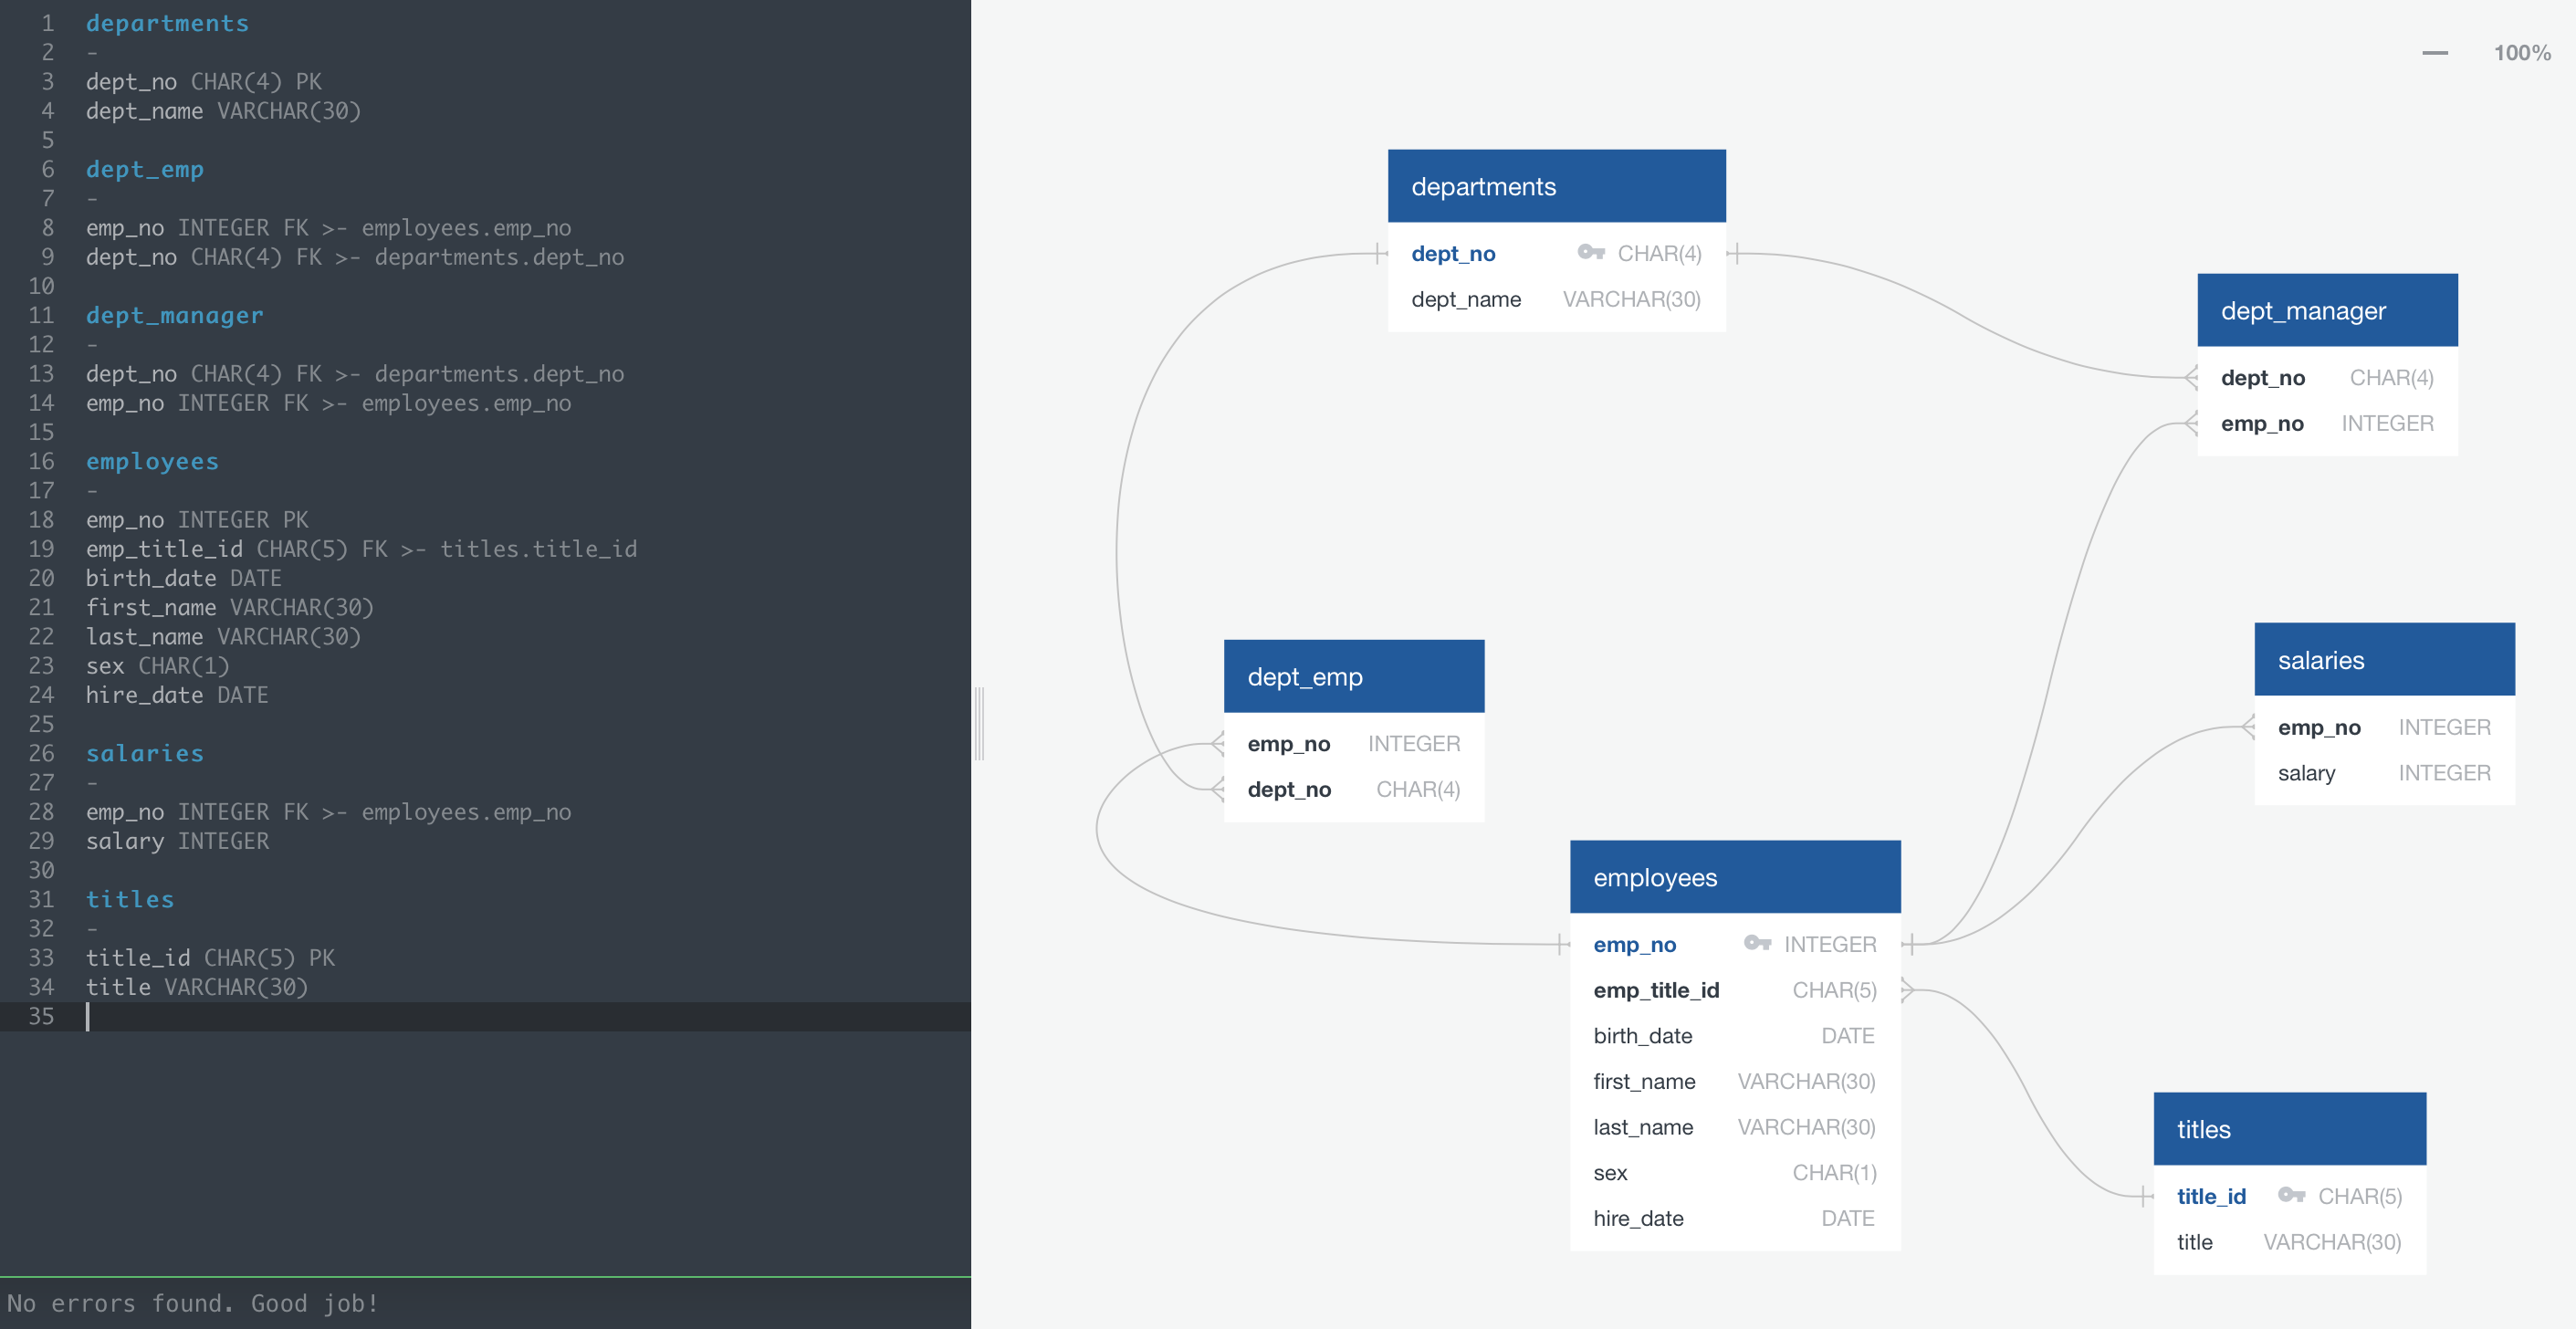 1 departments
2 -
3 dept_no CHAR(4) PK
4 dept_name VARCHAR(30)
5
6 dept_emp
7 -
8 emp_no INTEGER FK >- employees.emp_no
9 dept_no CHAR(4) FK >- departments.dept_no
10
11 dept_manager
12 -
13 dept_no CHAR(4) FK >- departments.dept_no
14 emp_no INTEGER FK >- employees.emp_no
15
16 employees
17 -
18 emp_no INTEGER PK
19 emp_title_id CHAR(5) FK >- titles.title_id
20 birth_date DATE
21 first_name VARCHAR(30)
22 last_name VARCHAR(30)
23 sex CHAR(1)
24 hire_date DATE
25
26 salaries
27 -
28 emp_no INTEGER FK >- employees.emp_no
29 salary INTEGER
30
31 titles
32 -
33 title_id CHAR(5) PK
34 title VARCHAR(30)
35
No errors found. Good job!
— 100%
departments
dept_no CHAR(4)
dept_name VARCHAR(30)
dept_manager
dept_no CHAR(4)
emp_no INTEGER
dept_emp
emp_no INTEGER
dept_no CHAR(4)
salaries
emp_no INTEGER
salary INTEGER
employees
emp_no INTEGER
emp_title_id CHAR(5)
birth_date DATE
first_name VARCHAR(30)
last_name VARCHAR(30)
sex CHAR(1)
hire_date DATE
titles
title_id CHAR(5)
title VARCHAR(30)